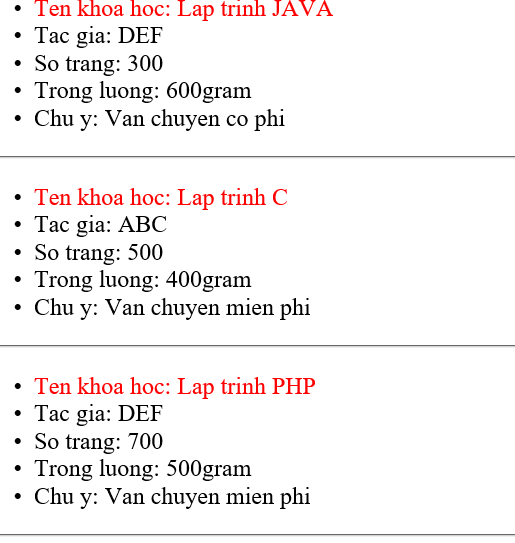 Ten khoa hoc: Lap trinh JAVA
Tac gia: DEF
So trang: 300
Trong luong: 600gram
Chu y: Van chuyen co phi
Ten khoa hoc: Lap trinh C
Tac gia: ABC
So trang: 500
Trong luong: 400gram
Chu y: Van chuyen mien phi
Ten khoa hoc: Lap trinh PHP
Tac gia: DEF
So trang: 700
Trong luong: 500gram
Chu y: Van chuyen mien phi